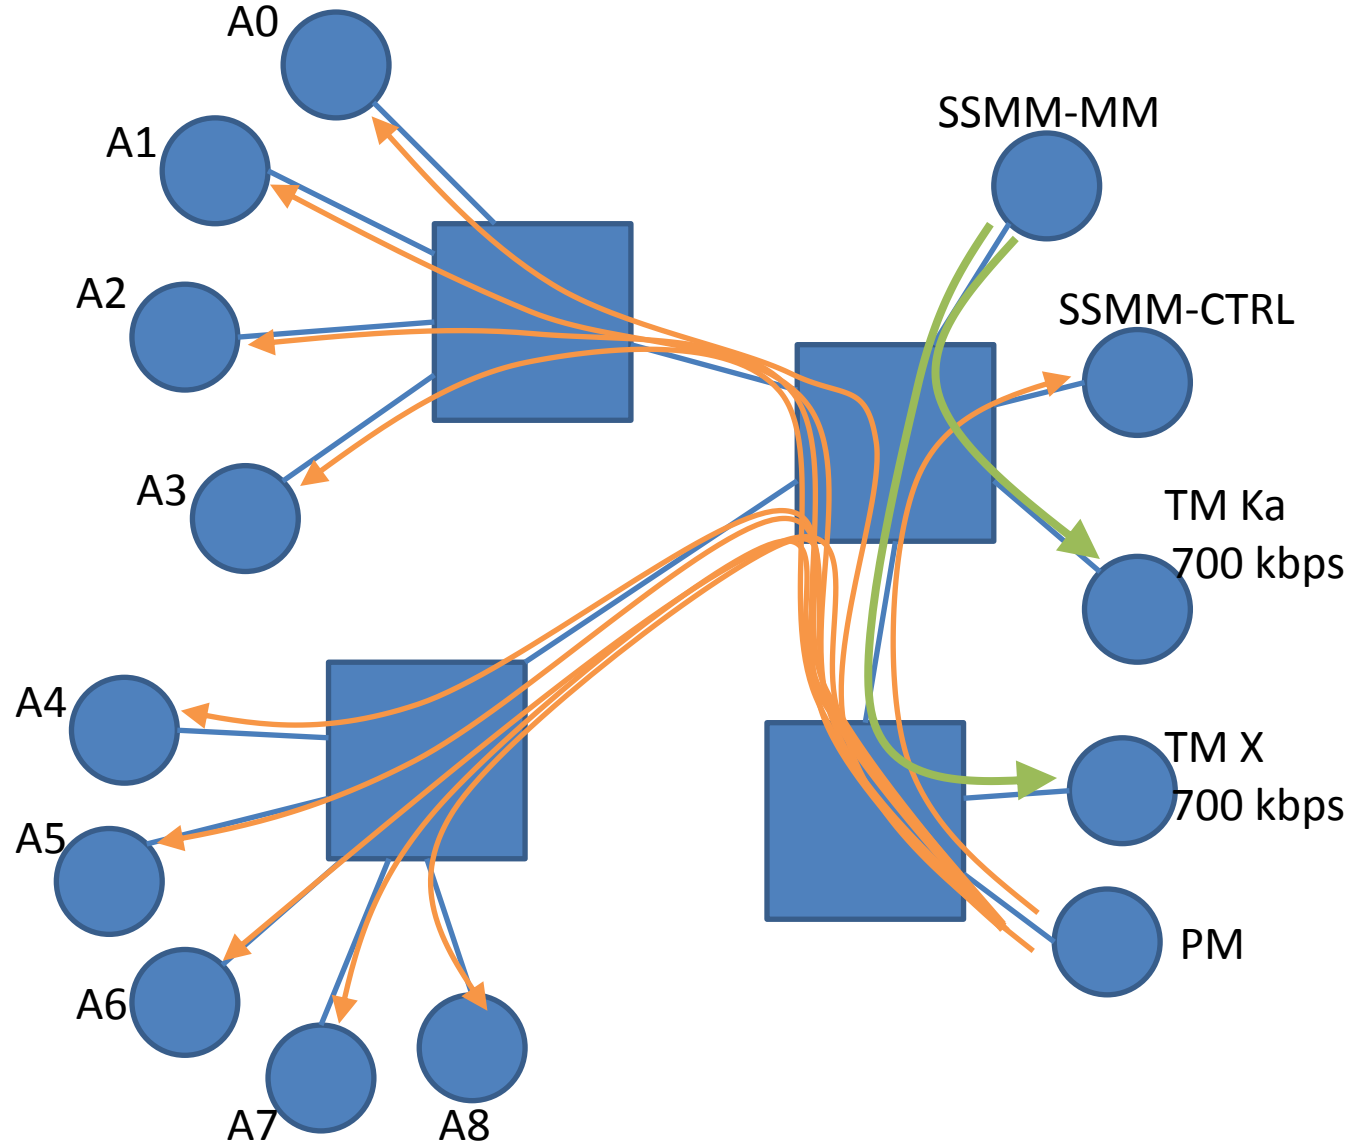 A0
A1
A2
A3
SSMM-MM
SSMM-CTRL
TM Ka
700 kbps
A4
A5
A6
A7
A8
TM X
700 kbps
PM